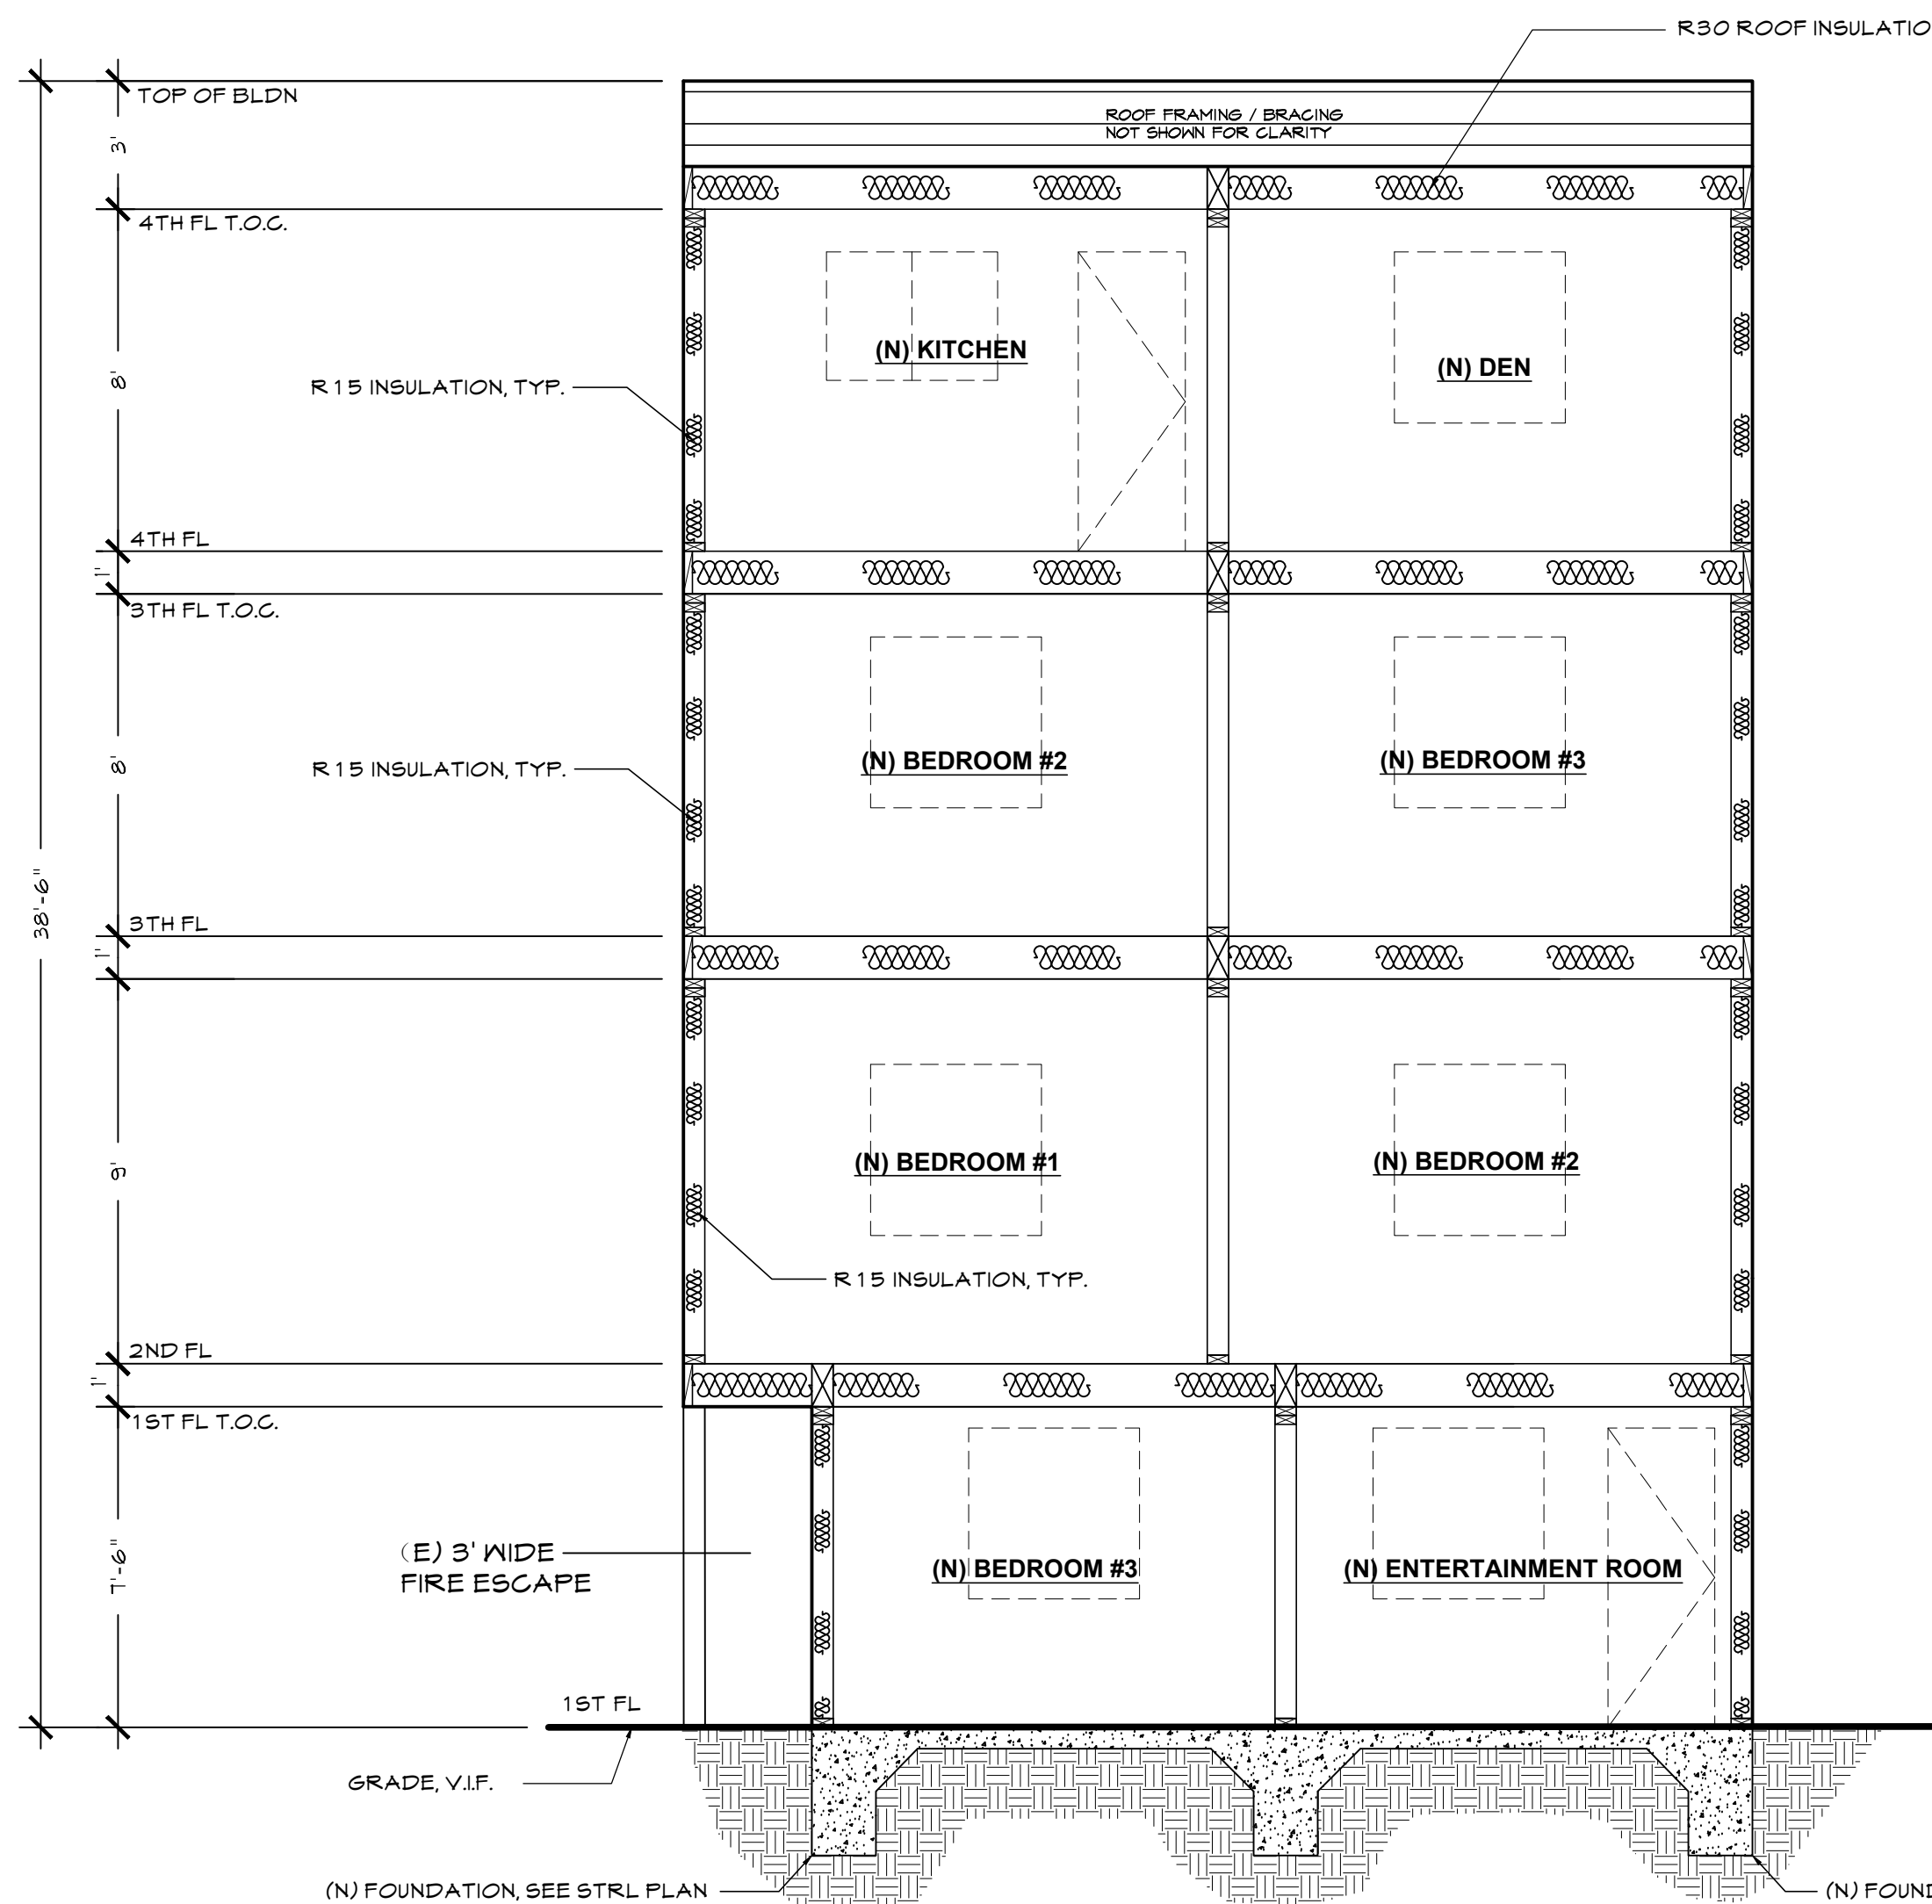 R30 ROOF INSULATIO
TOP OF BLDN
ROOF FRAMING / BRACING
NOT SHOWN FOR CLARITY
3'
4TH FL T.O.C.
(N) KITCHEN
(N) DEN
8'
R15 INSULATION, TYP.
4TH FL
1'
3TH FL T.O.C.
(N) BEDROOM #2
(N) BEDROOM #3
8'
R15 INSULATION, TYP.
38'-6"
3TH FL
1'
(N) BEDROOM #1
(N) BEDROOM #2
9'
R15 INSULATION, TYP.
2ND FL
1'
1ST FL T.O.C.
7'-6"
(E) 3' WIDE
FIRE ESCAPE
(N) BEDROOM #3
(N) ENTERTAINMENT ROOM
1ST FL
GRADE, V.I.F.
(N) FOUNDATION, SEE STRL PLAN
(N) FOUN